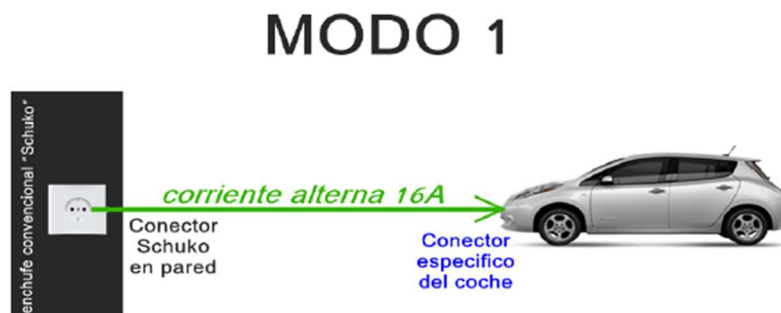 MODO 1
enchufe convencional "Schuko"
corriente alterna 16A
Conector
Schuko
en pared
Conector
especifico
del coche